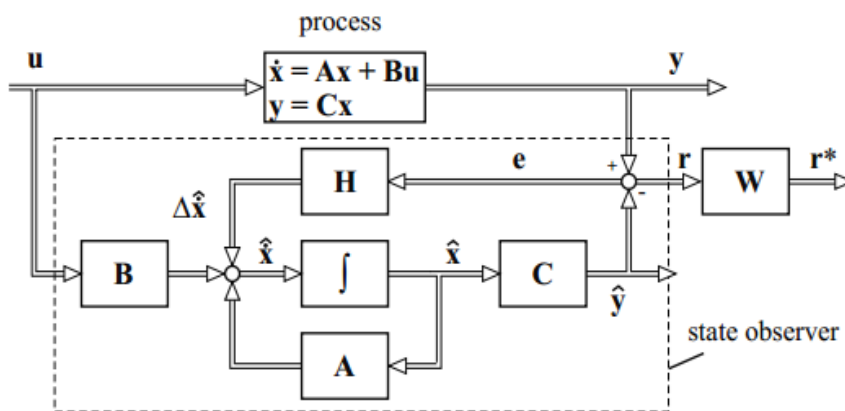 process
u
ẋ = Ax + Bu
y = Cx
y
+
-
e
r
W
r*
H
Δx̂̇
B
x̂̇
∫
x̂
C
ŷ
A
state observer